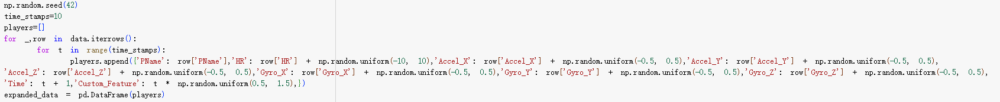 np.random.seed(42)
time_stamps=10
players=[]
for _,row in data.iterrows():
for t in range(time_stamps):
players.append({'PName': row['PName'],'HR': row['HR'] + np.random.uniform(-10, 10),'Accel_X': row['Accel_X'] + np.random.uniform(-0.5, 0.5),'Accel_Y': row['Accel_Y'] + np.random.uniform(-0.5, 0.5),
'Accel_Z': row['Accel_Z'] + np.random.uniform(-0.5, 0.5),'Gyro_X': row['Gyro_X'] + np.random.uniform(-0.5, 0.5),'Gyro_Y': row['Gyro_Y'] + np.random.uniform(-0.5, 0.5),'Gyro_Z': row['Gyro_Z'] + np.random.uniform(-0.5, 0.5),
'Time': t + 1,'Custom_Feature': t * np.random.uniform(0.5, 1.5),})
expanded_data = pd.DataFrame(players)